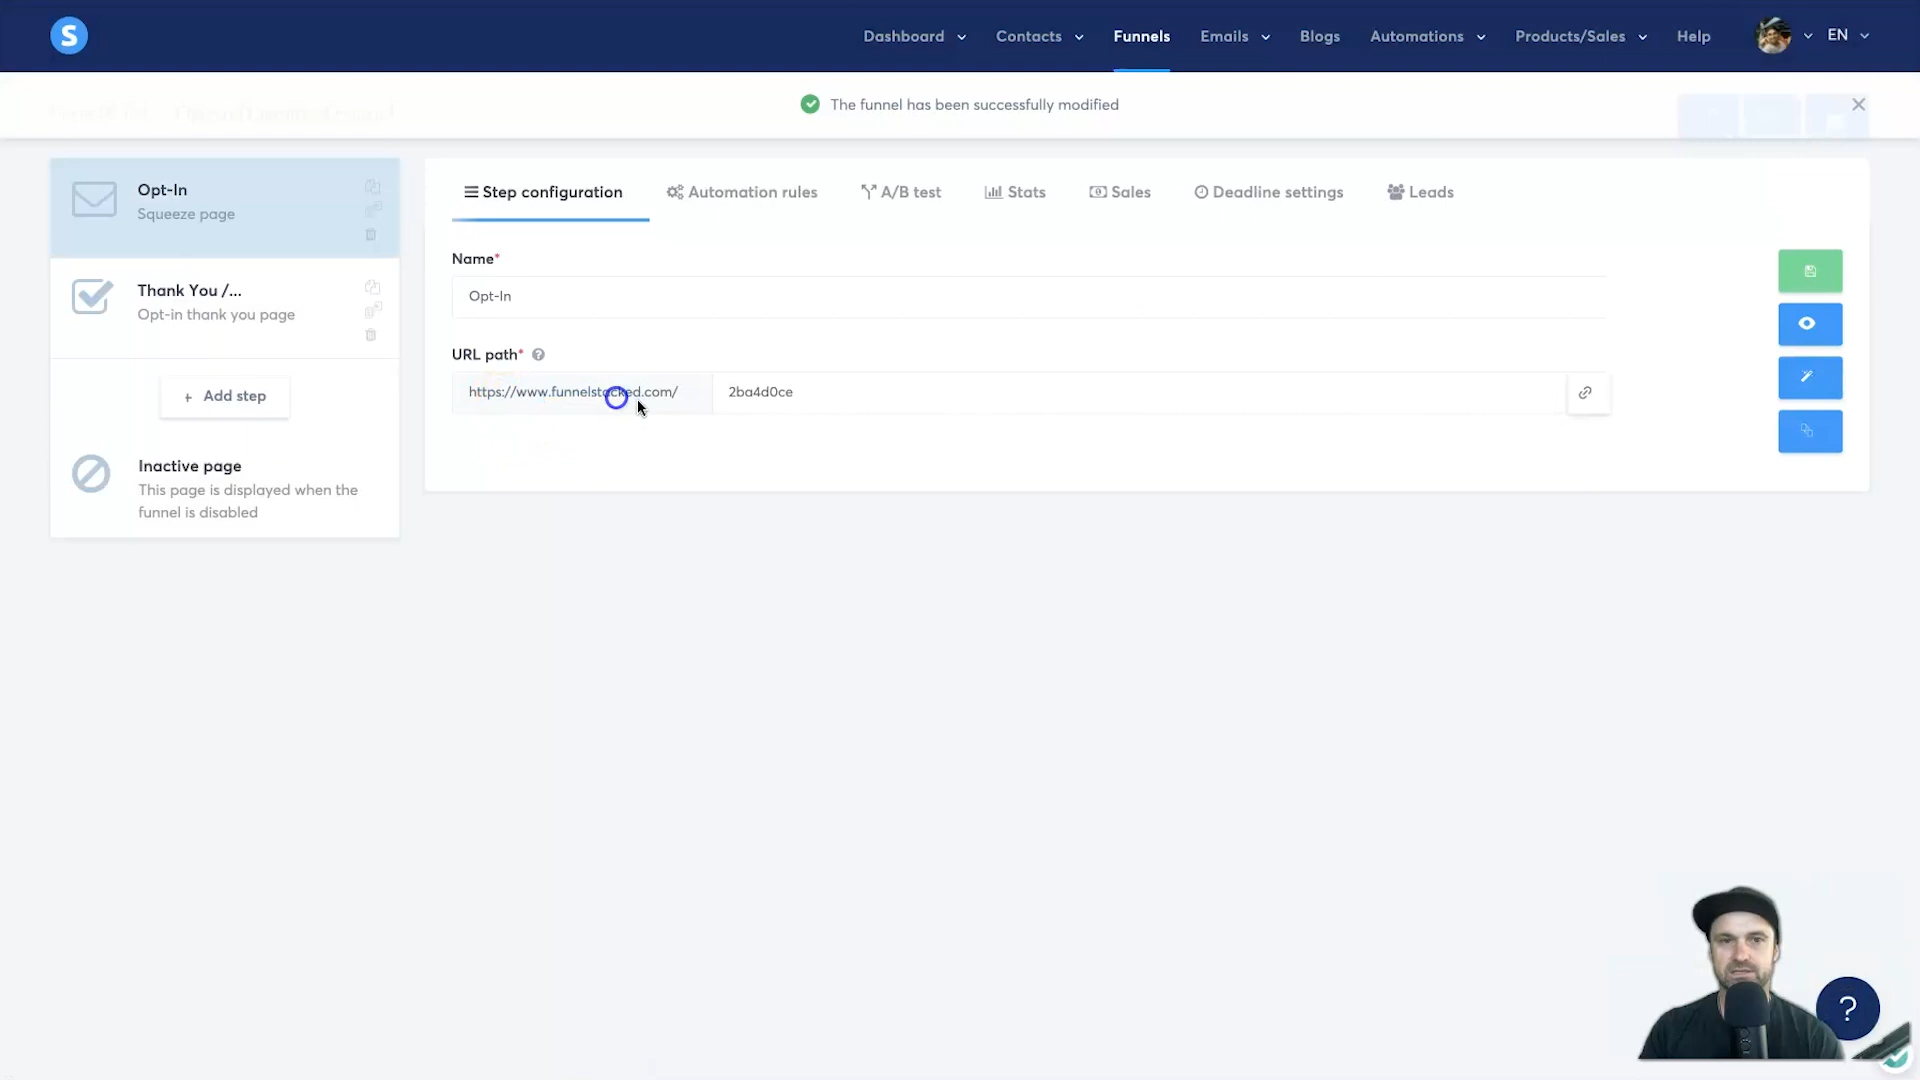 S
Dashboard
Contacts
Funnels
Emails
Blogs
Automations
Products/Sales
Help
EN
The funnel has been successfully modified
Opt-In
Squeeze page
Thank You /...
Opt-in thank you page
+ Add step
Inactive page
This page is displayed when the
funnel is disabled
Step configuration
Automation rules
A/B test
Stats
Sales
Deadline settings
Leads
Name*
Opt-In
URL path* ?
https://www.funnelstacked.com/
2ba4d0ce
?